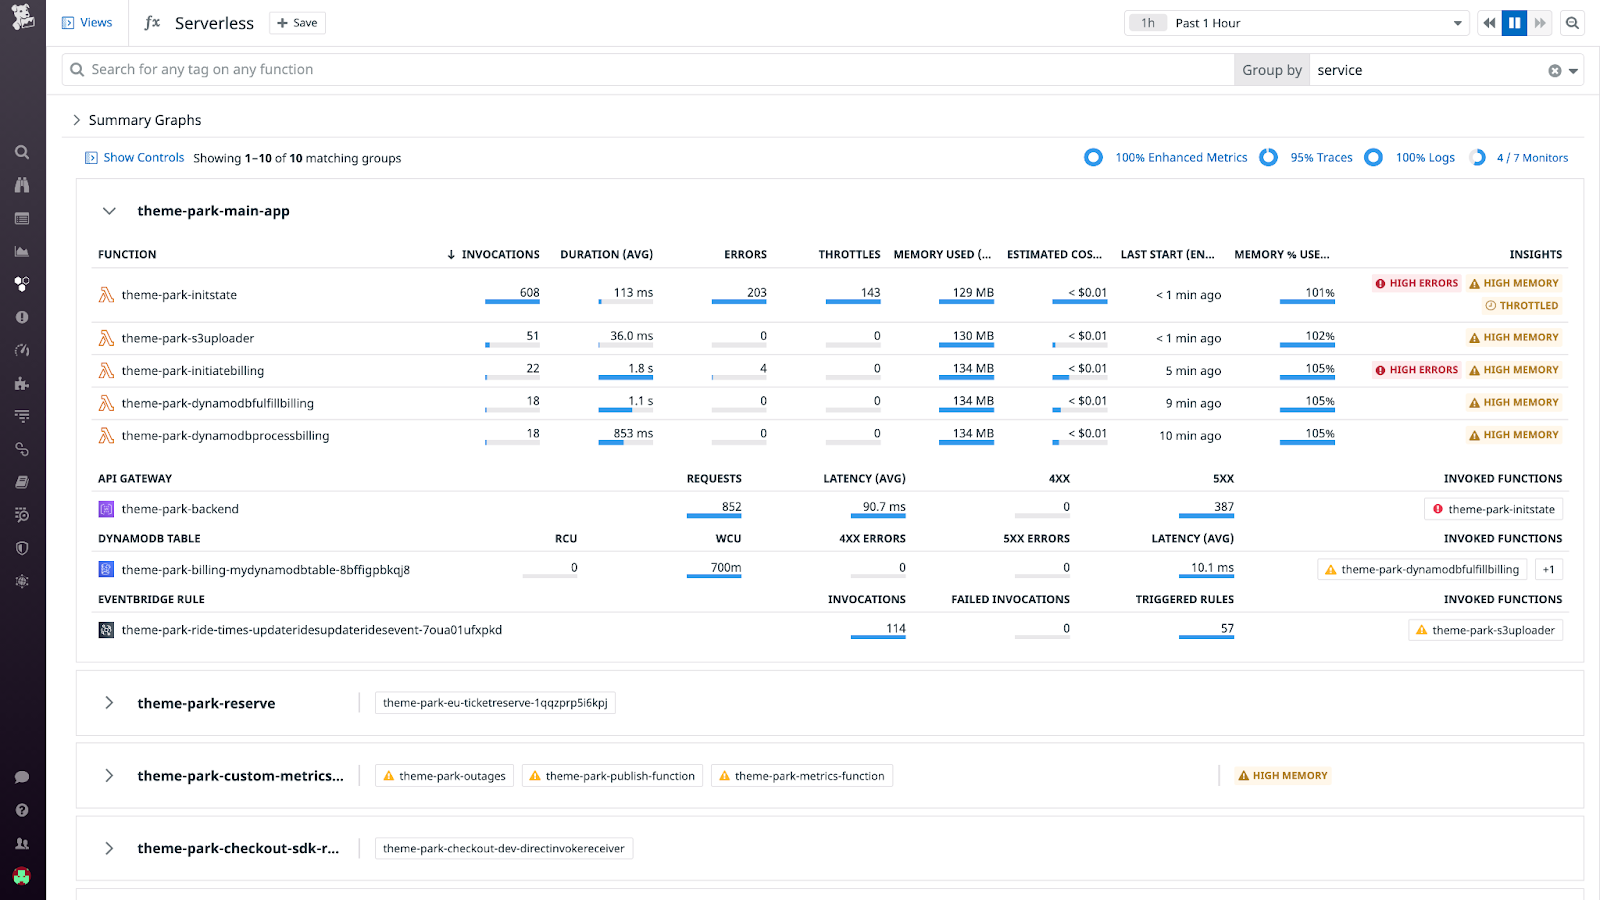 Views
fx Serverless + Save
1h Past 1 Hour
Search for any tag on any function Group by service
Summary Graphs
Show Controls Showing 1–10 of 10 matching groups 100% Enhanced Metrics 95% Traces 100% Logs 4 / 7 Monitors
theme-park-main-app
FUNCTION ↓ INVOCATIONS DURATION (AVG) ERRORS THROTTLES MEMORY USED (... ESTIMATED COS... LAST START (EN... MEMORY % USE... INSIGHTS
theme-park-initstate 608 113 ms 203 143 129 MB < $0.01 < 1 min ago 101% HIGH ERRORS HIGH MEMORY
THROTTLED
theme-park-s3uploader 51 36.0 ms 0 0 130 MB < $0.01 < 1 min ago 102% HIGH MEMORY
theme-park-initiatebilling 22 1.8 s 4 0 134 MB < $0.01 5 min ago 105% HIGH ERRORS HIGH MEMORY
theme-park-dynamodbfulfillbilling 18 1.1 s 0 0 134 MB < $0.01 9 min ago 105% HIGH MEMORY
theme-park-dynamodbprocessbilling 18 853 ms 0 0 134 MB < $0.01 10 min ago 105% HIGH MEMORY
API GATEWAY REQUESTS LATENCY (AVG) 4XX 5XX INVOKED FUNCTIONS
theme-park-backend 852 90.7 ms 0 387 theme-park-initstate
DYNAMODB TABLE RCU WCU 4XX ERRORS 5XX ERRORS LATENCY (AVG) INVOKED FUNCTIONS
theme-park-billing-mydynamodbtable-8bffigpbkqj8 0 700m 0 0 10.1 ms theme-park-dynamodbfulfillbilling +1
EVENTBRIDGE RULE INVOCATIONS FAILED INVOCATIONS TRIGGERED RULES INVOKED FUNCTIONS
theme-park-ride-times-updateridesupdateridesevent-7oua01ufxpkd 114 0 57 theme-park-s3uploader
theme-park-reserve theme-park-eu-ticketreserve-1qqzprp5i6kpj
theme-park-custom-metrics... theme-park-outages theme-park-publish-function theme-park-metrics-function HIGH MEMORY
theme-park-checkout-sdk-r... theme-park-checkout-dev-directinvokereceiver